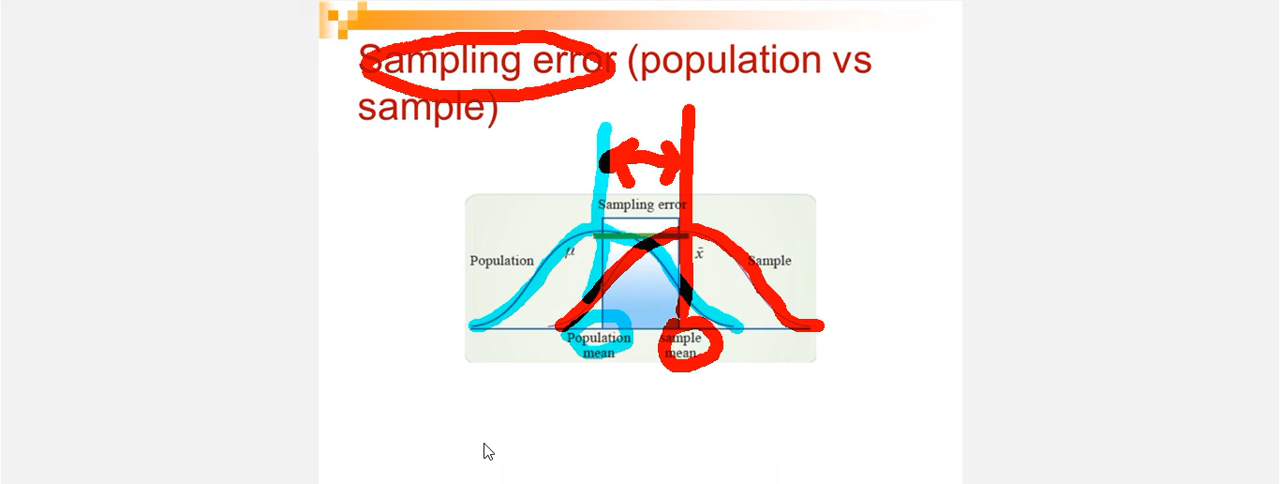 Sampling error (population vs
sample)
Sampling error
Population
μ
x̄
Sample
Population
mean
sample
mean